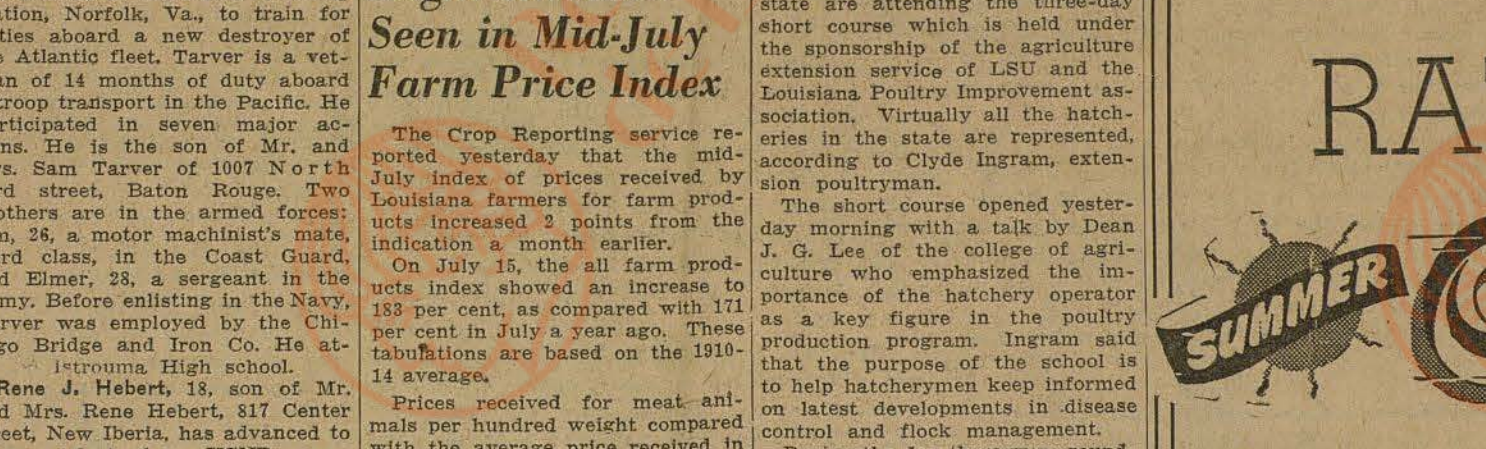 ation, Norfolk, Va., to train for
ties aboard a new destroyer of
Atlantic fleet. Tarver is a vet-
an of 14 months of duty aboard
troop transport in the Pacific. He
rticipated in seven major ac-
ns. He is the son of Mr. and
rs. Sam Tarver of 1007 North
rd street, Baton Rouge. Two
others are in the armed forces:
m, 26, a motor machinist's mate,
rd class, in the Coast Guard,
d Elmer, 28, a sergeant in the
my. Before enlisting in the Navy,
rver was employed by the Chi-
go Bridge and Iron Co. He at-
istrouma High school.
Rene J. Hebert, 18, son of Mr.
d Mrs. Rene Hebert, 817 Center
eet, New Iberia, has advanced to
Seen in Mid-July
Farm Price Index
The Crop Reporting service re-
ported yesterday that the mid-
July index of prices received by
Louisiana farmers for farm prod-
ucts increased 2 points from the
indication a month earlier.
On July 15, the all farm prod-
ucts index showed an increase to
183 per cent, as compared with 171
per cent in July a year ago. These
tabulations are based on the 1910-
14 average.
Prices received for meat ani-
mals per hundred weight compared
with the average price received in
state are attending the three-day
short course which is held under
the sponsorship of the agriculture
extension service of LSU and the
Louisiana Poultry Improvement as-
sociation. Virtually all the hatch-
eries in the state are represented,
according to Clyde Ingram, exten-
sion poultryman.
The short course opened yester-
day morning with a talk by Dean
J. G. Lee of the college of agri-
culture who emphasized the im-
portance of the hatchery operator
as a key figure in the poultry
production program. Ingram said
that the purpose of the school is
to help hatcherymen keep informed
on latest developments in disease
control and flock management.
RA
SUMMER